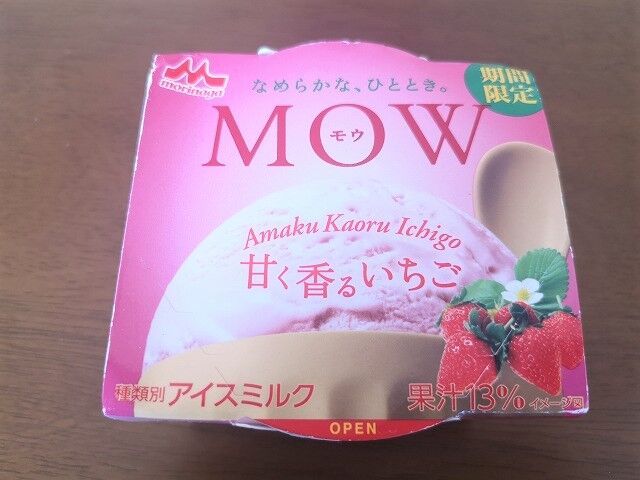 morinaga
なめらかな、ひととき。
期間
限定
MOW
モウ
Amaku Kaoru Ichigo
甘く香るいちご
種類別 アイスミルク
果汁13% イメージ図
OPEN